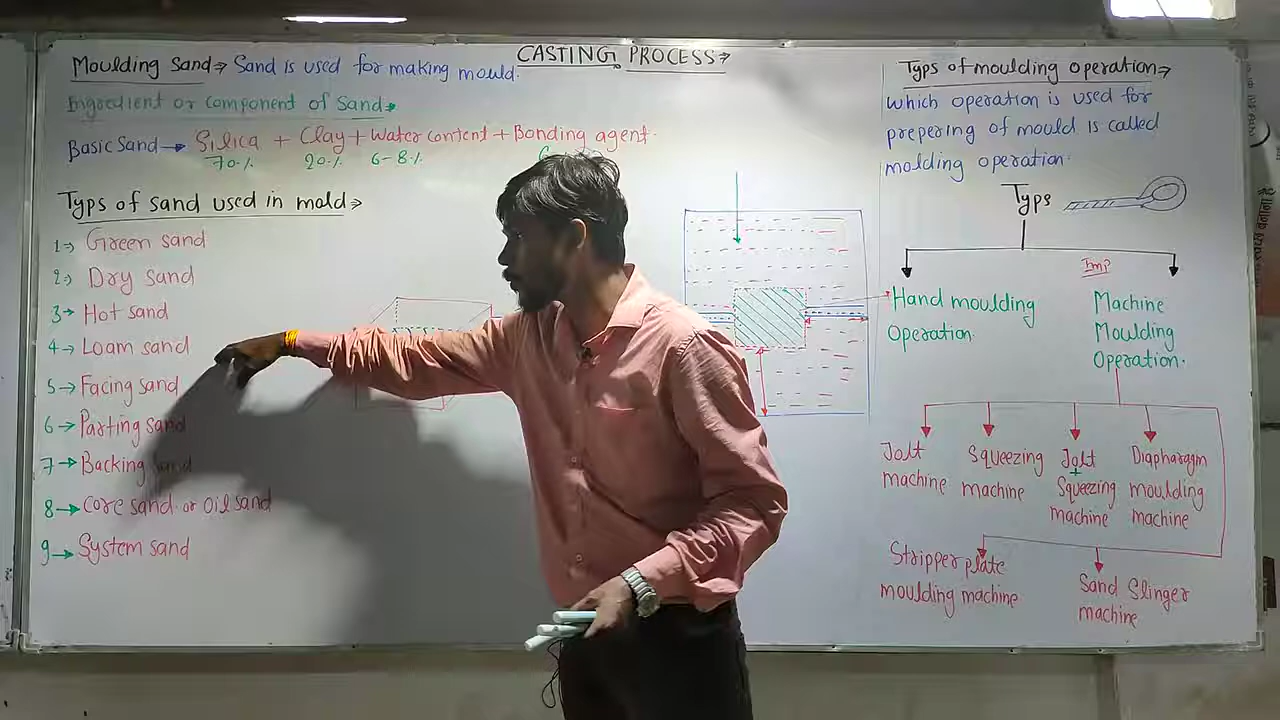 CASTING PROCESS→
Moulding Sand→ Sand is used for making mould.
Ingredient or component of Sand→
Basic Sand→ Silica + Clay + Water content + Bonding agent.
70% 20% 6-8%
Typs of sand used in mold→
1→ Green sand
2→ Dry sand
3→ Hot sand
4→ Loam sand
5→ Facing sand
6→ Parting sand
7→ Backing sand
8→ Core sand. or Oil sand
9→ System sand
Typs of moulding operation→
Which operation is used for
prepering of mould is called
molding operation.
Typs
Imp
Hand moulding
Operation.
Machine
Moulding
Operation.
Jolt
machine
Squeezing
machine
Jolt
+
Squeezing
machine
Diapharagm
moulding
machine
Stripper plate
moulding machine
Sand Slinger
machine